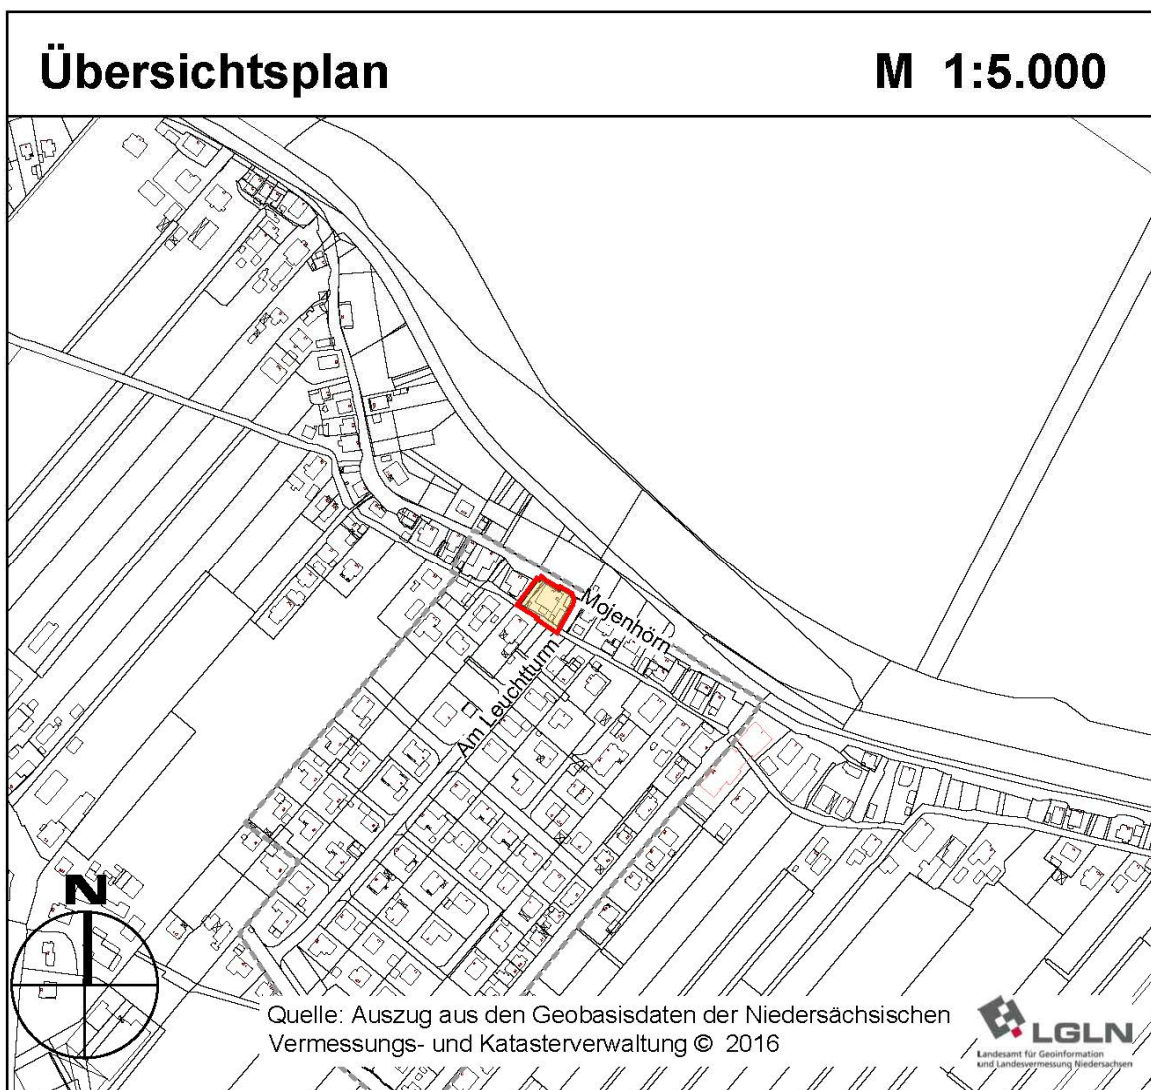 Übersichtsplan M 1:5.000
Mojenhörn
Am Leuchtturm
N
Quelle: Auszug aus den Geobasisdaten der Niedersächsischen
Vermessungs- und Katasterverwaltung © 2016
LGLN
Landesamt für Geoinformation
und Landesvermessung Niedersachsen